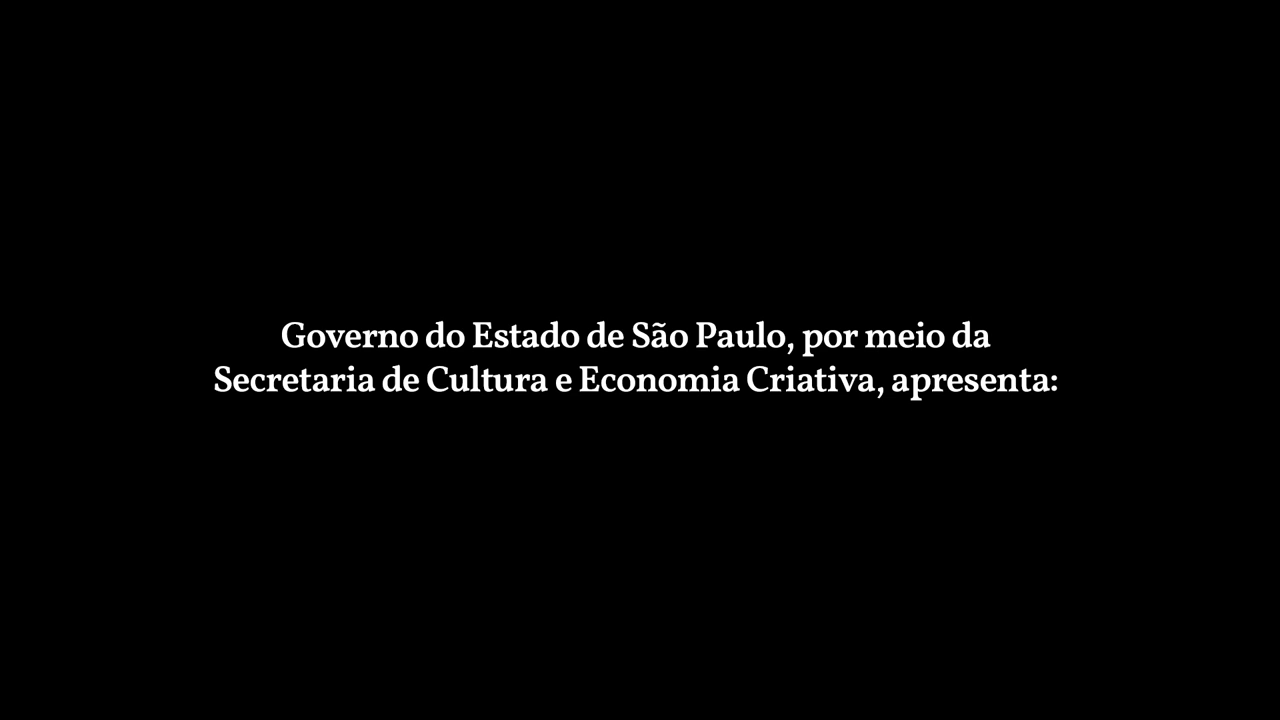 Governo do Estado de São Paulo, por meio da
Secretaria de Cultura e Economia Criativa, apresenta: